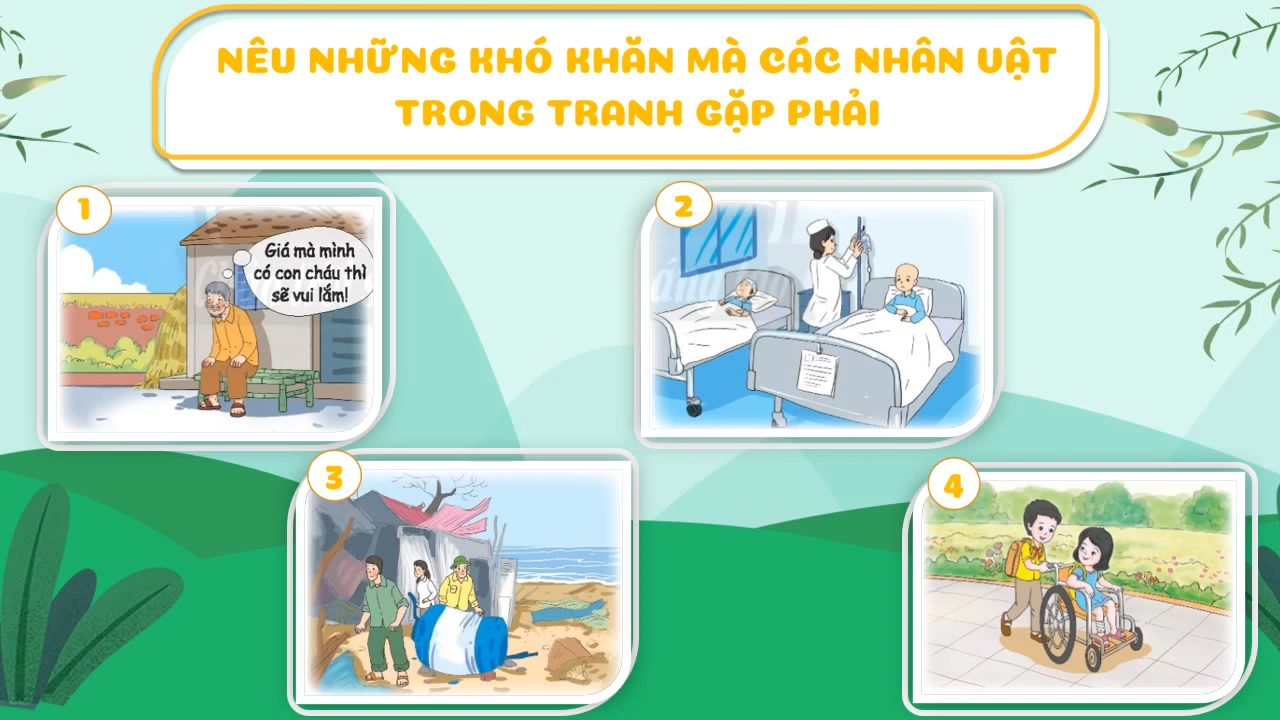 NÊU NHỮNG KHÓ KHĂN MÀ CÁC NHÂN VẬT
TRONG TRANH GẶP PHẢI
1
Giá mà mình
có con cháu thì
sẽ vui lắm!
2
3
4